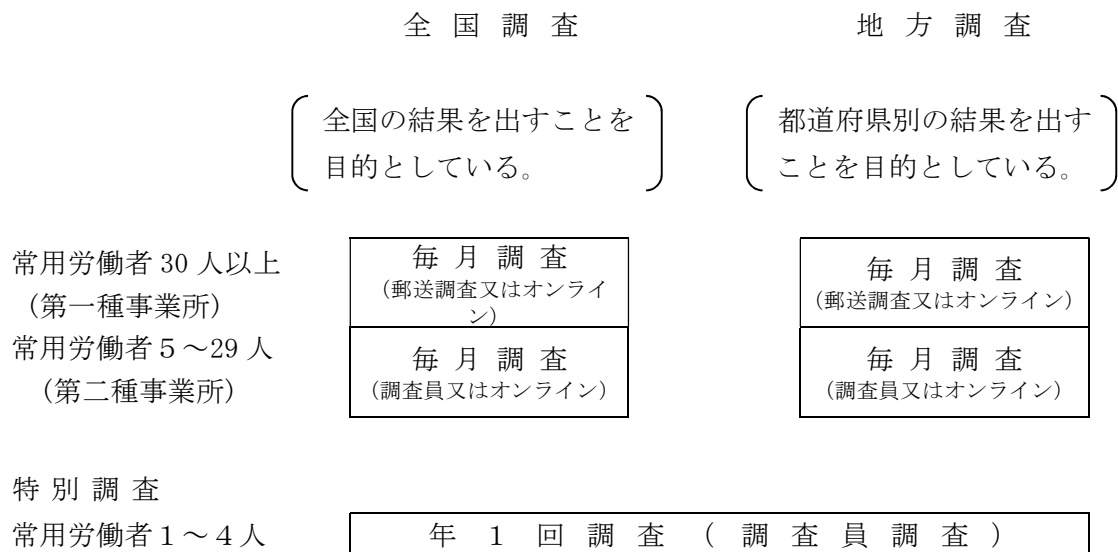 全国調査
地方調査
全国の結果を出すことを
目的としている。
都道府県別の結果を出す
ことを目的としている。
常用労働者 30 人以上
(第一種事業所)
毎月調査
(郵送調査又はオンライ
ン)
毎月調査
(郵送調査又はオンライン)
常用労働者5~29 人
(第二種事業所)
毎月調査
(調査員又はオンライン)
毎月調査
(調査員又はオンライン)
特別調査
常用労働者1~4人
年1回調査(調査員調査)